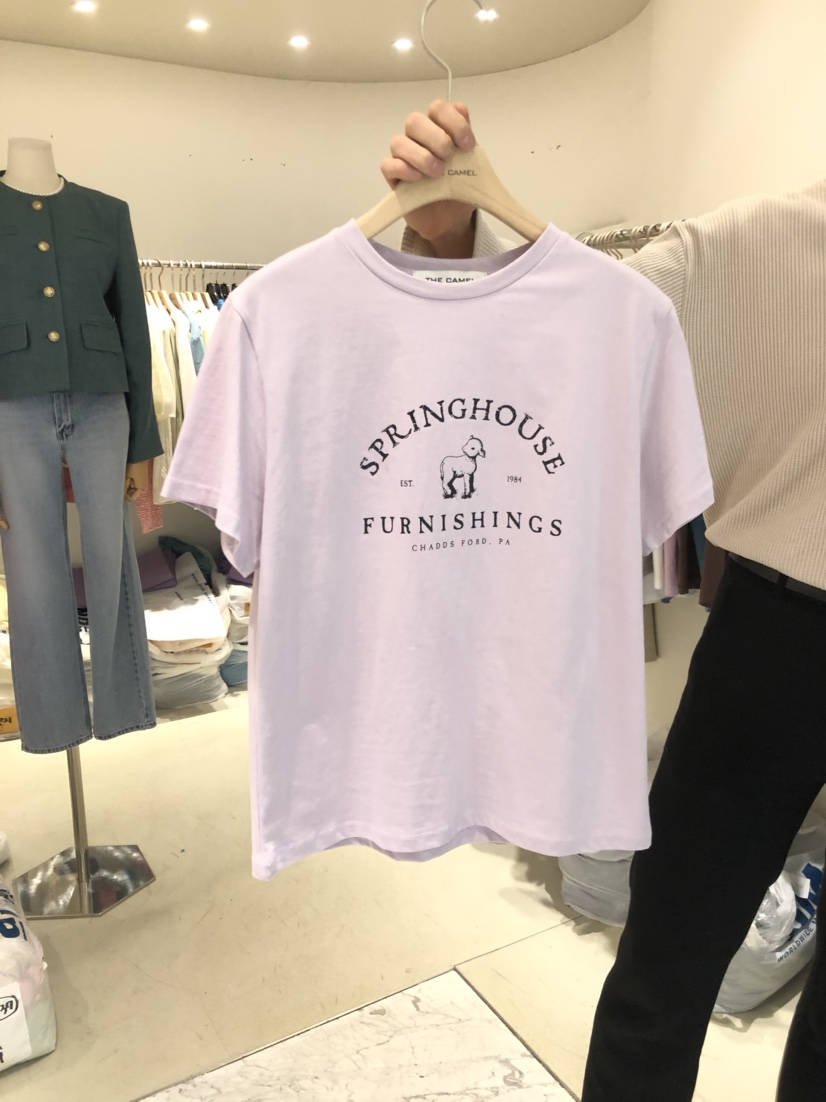 CAMEL
THE CAMEL
SPRINGHOUSE
EST. 1984
FURNISHINGS
CHADDS FORD, PA